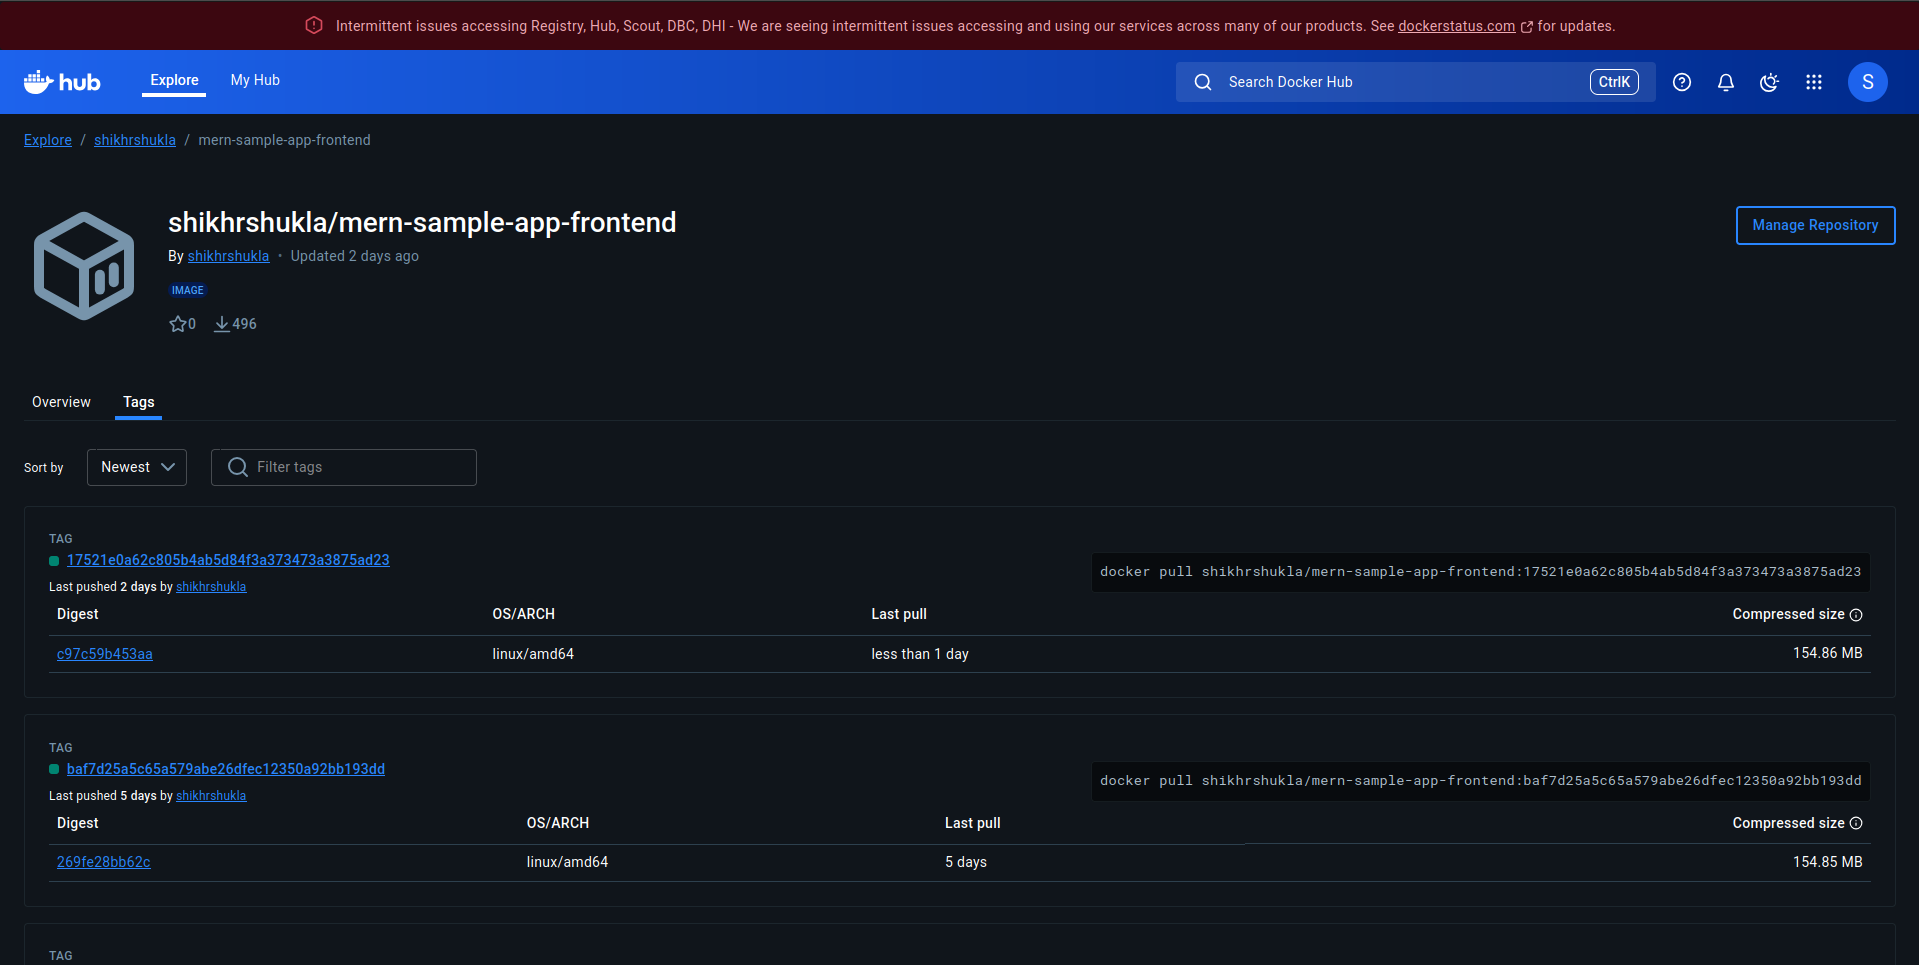 Intermittent issues accessing Registry, Hub, Scout, DBC, DHI - We are seeing intermittent issues accessing and using our services across many of our products. See dockerstatus.com for updates.
hub Explore My Hub Search Docker Hub CtrlK S
Explore / shikhrshukla / mern-sample-app-frontend
shikhrshukla/mern-sample-app-frontend
Manage Repository
By shikhrshukla • Updated 2 days ago
IMAGE
0 496
Overview Tags
Sort by Newest Filter tags
TAG
17521e0a62c805b4ab5d84f3a373473a3875ad23
docker pull shikhrshukla/mern-sample-app-frontend:17521e0a62c805b4ab5d84f3a373473a3875ad23
Last pushed 2 days by shikhrshukla
Digest OS/ARCH Last pull Compressed size
c97c59b453aa linux/amd64 less than 1 day 154.86 MB
TAG
baf7d25a5c65a579abe26dfec12350a92bb193dd
docker pull shikhrshukla/mern-sample-app-frontend:baf7d25a5c65a579abe26dfec12350a92bb193dd
Last pushed 5 days by shikhrshukla
Digest OS/ARCH Last pull Compressed size
269fe28bb62c linux/amd64 5 days 154.85 MB
TAG